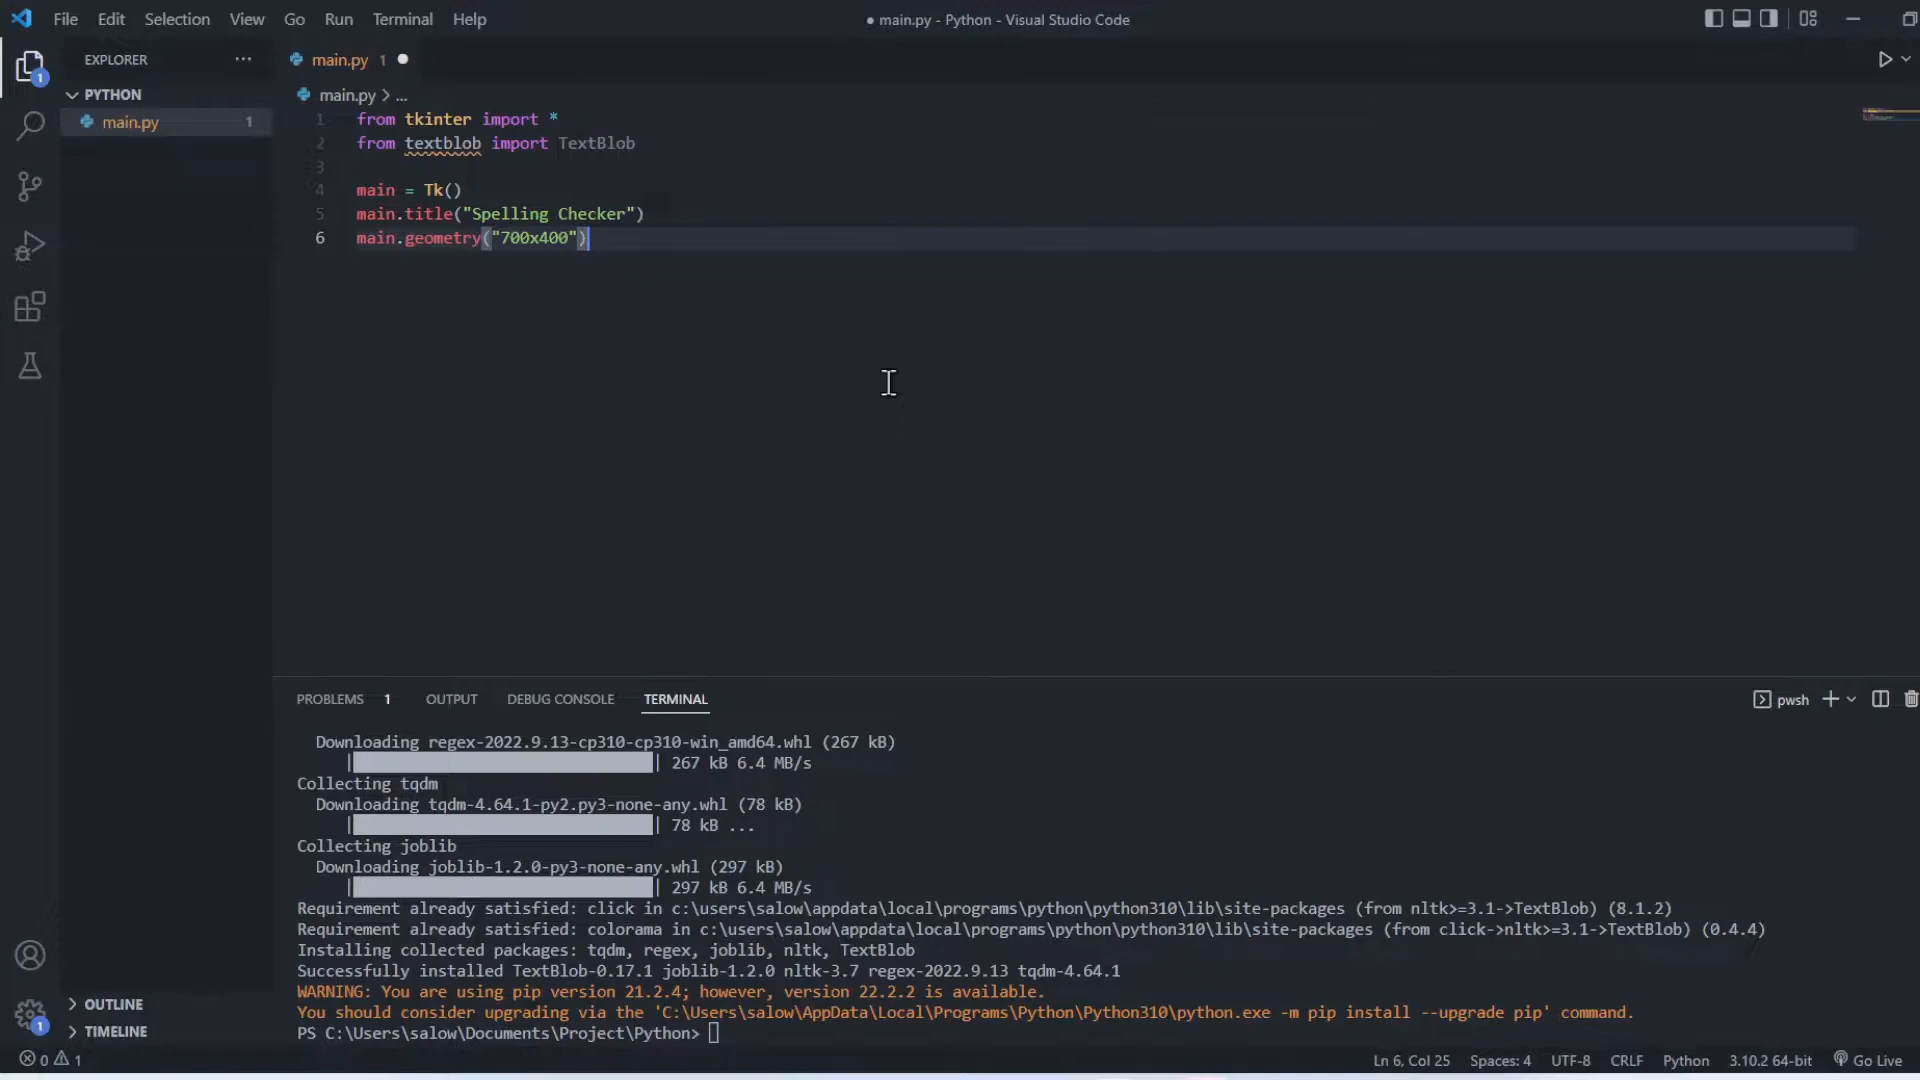 File Edit Selection View Go Run Terminal Help
● main.py - Python - Visual Studio Code
EXPLORER ...
PYTHON
main.py 1
main.py 1
main.py > ...
1 from tkinter import *
2 from textblob import TextBlob
3
4 main = Tk()
5 main.title("Spelling Checker")
6 main.geometry("700x400")
PROBLEMS 1 OUTPUT DEBUG CONSOLE TERMINAL
pwsh
Downloading regex-2022.9.13-cp310-cp310-win_amd64.whl (267 kB)
| | 267 kB 6.4 MB/s
Collecting tqdm
Downloading tqdm-4.64.1-py2.py3-none-any.whl (78 kB)
| | 78 kB ...
Collecting joblib
Downloading joblib-1.2.0-py3-none-any.whl (297 kB)
| | 297 kB 6.4 MB/s
Requirement already satisfied: click in c:\users\salow\appdata\local\programs\python\python310\lib\site-packages (from nltk>=3.1->TextBlob) (8.1.2)
Requirement already satisfied: colorama in c:\users\salow\appdata\local\programs\python\python310\lib\site-packages (from click->nltk>=3.1->TextBlob) (0.4.4)
Installing collected packages: tqdm, regex, joblib, nltk, TextBlob
Successfully installed TextBlob-0.17.1 joblib-1.2.0 nltk-3.7 regex-2022.9.13 tqdm-4.64.1
WARNING: You are using pip version 21.2.4; however, version 22.2.2 is available.
You should consider upgrading via the 'C:\Users\salow\AppData\Local\Programs\Python\Python310\python.exe -m pip install --upgrade pip' command.
PS C:\Users\salow\Documents\Project\Python>
1
1
OUTLINE
TIMELINE
0 1
Ln 6, Col 25 Spaces: 4 UTF-8 CRLF Python 3.10.2 64-bit Go Live